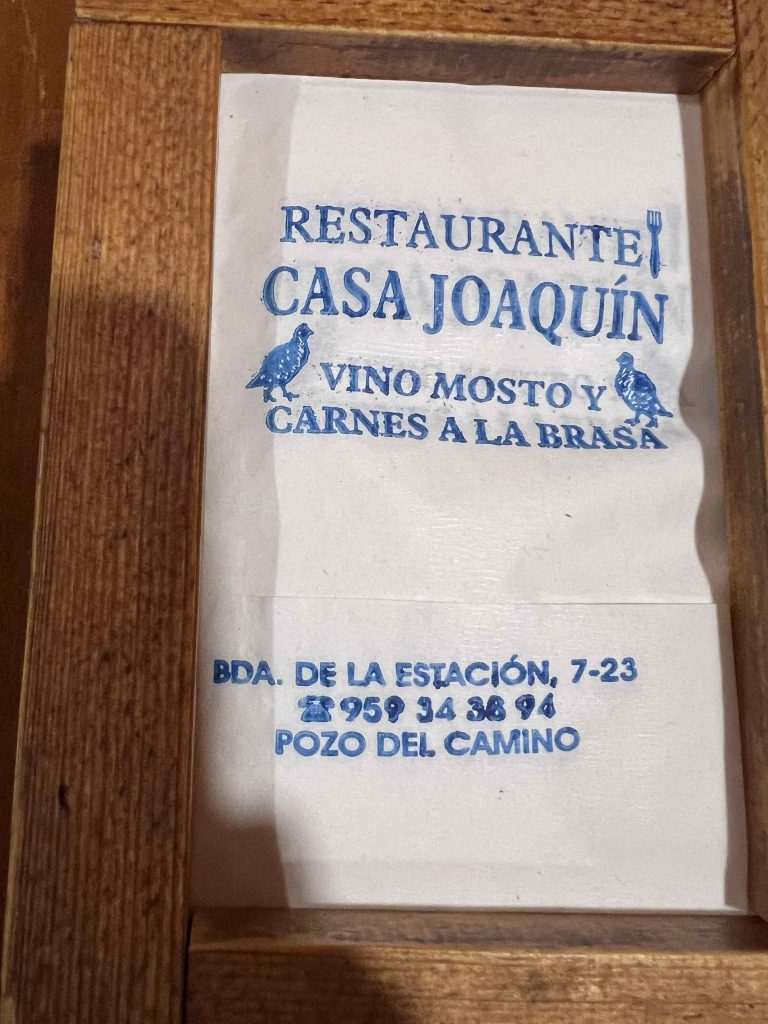 RESTAURANTE
CASA JOAQUÍN
VINO MOSTO Y
CARNES A LA BRASA
BDA. DE LA ESTACIÓN, 7-23
☎ 959 34 38 94
POZO DEL CAMINO